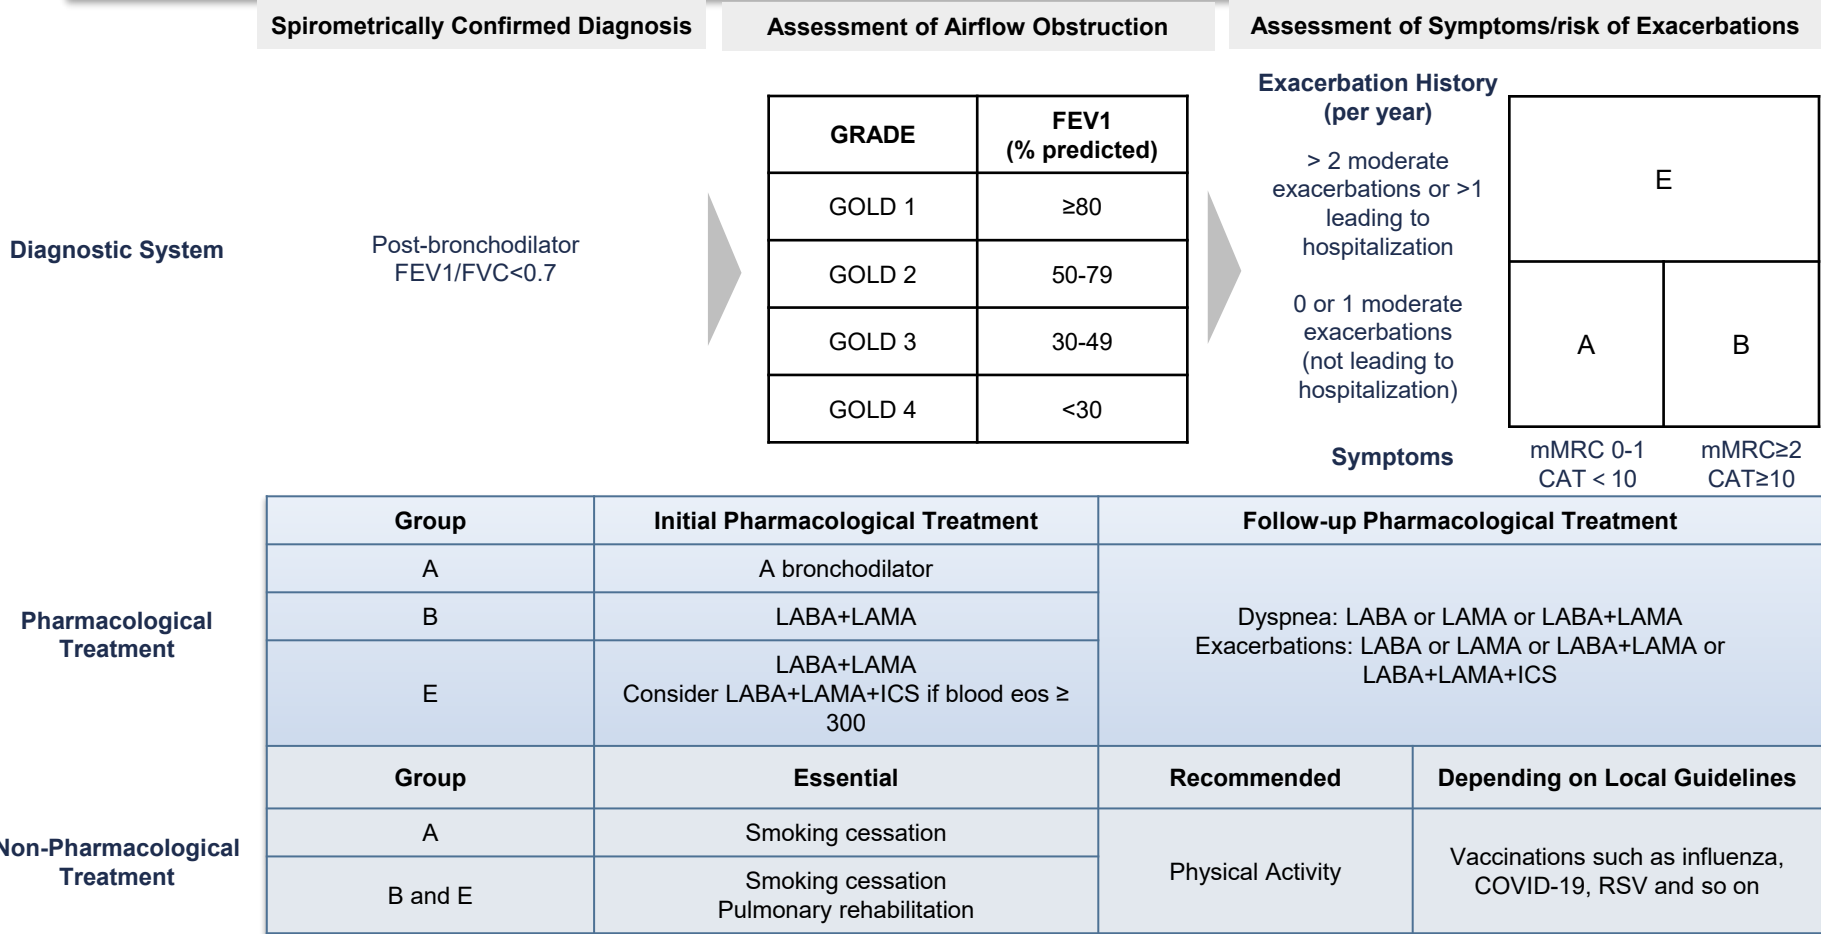 Spirometrically Confirmed Diagnosis
Assessment of Airflow Obstruction
Assessment of Symptoms/risk of Exacerbations
Diagnostic System
Post-bronchodilator
FEV1/FVC<0.7
GRADE
FEV1
(% predicted)
GOLD 1
≥80
GOLD 2
50-79
GOLD 3
30-49
GOLD 4
<30
Exacerbation History
(per year)
> 2 moderate
exacerbations or >1
leading to
hospitalization
0 or 1 moderate
exacerbations
(not leading to
hospitalization)
E
A
B
Symptoms
mMRC 0-1
CAT < 10
mMRC≥2
CAT≥10
Pharmacological
Treatment
Group
Initial Pharmacological Treatment
Follow-up Pharmacological Treatment
A
A bronchodilator
B
LABA+LAMA
E
LABA+LAMA
Consider LABA+LAMA+ICS if blood eos ≥
300
Dyspnea: LABA or LAMA or LABA+LAMA
Exacerbations: LABA or LAMA or LABA+LAMA or
LABA+LAMA+ICS
Non-Pharmacological
Treatment
Group
Essential
Recommended
Depending on Local Guidelines
A
Smoking cessation
B and E
Smoking cessation
Pulmonary rehabilitation
Physical Activity
Vaccinations such as influenza,
COVID-19, RSV and so on